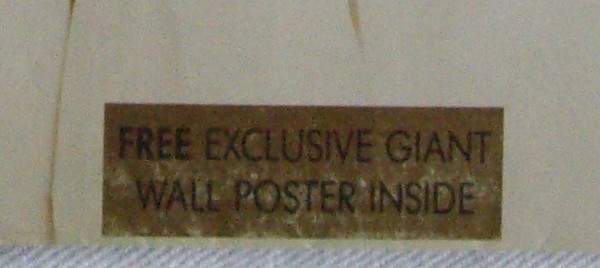 FREE EXCLUSIVE GIANT
WALL POSTER INSIDE